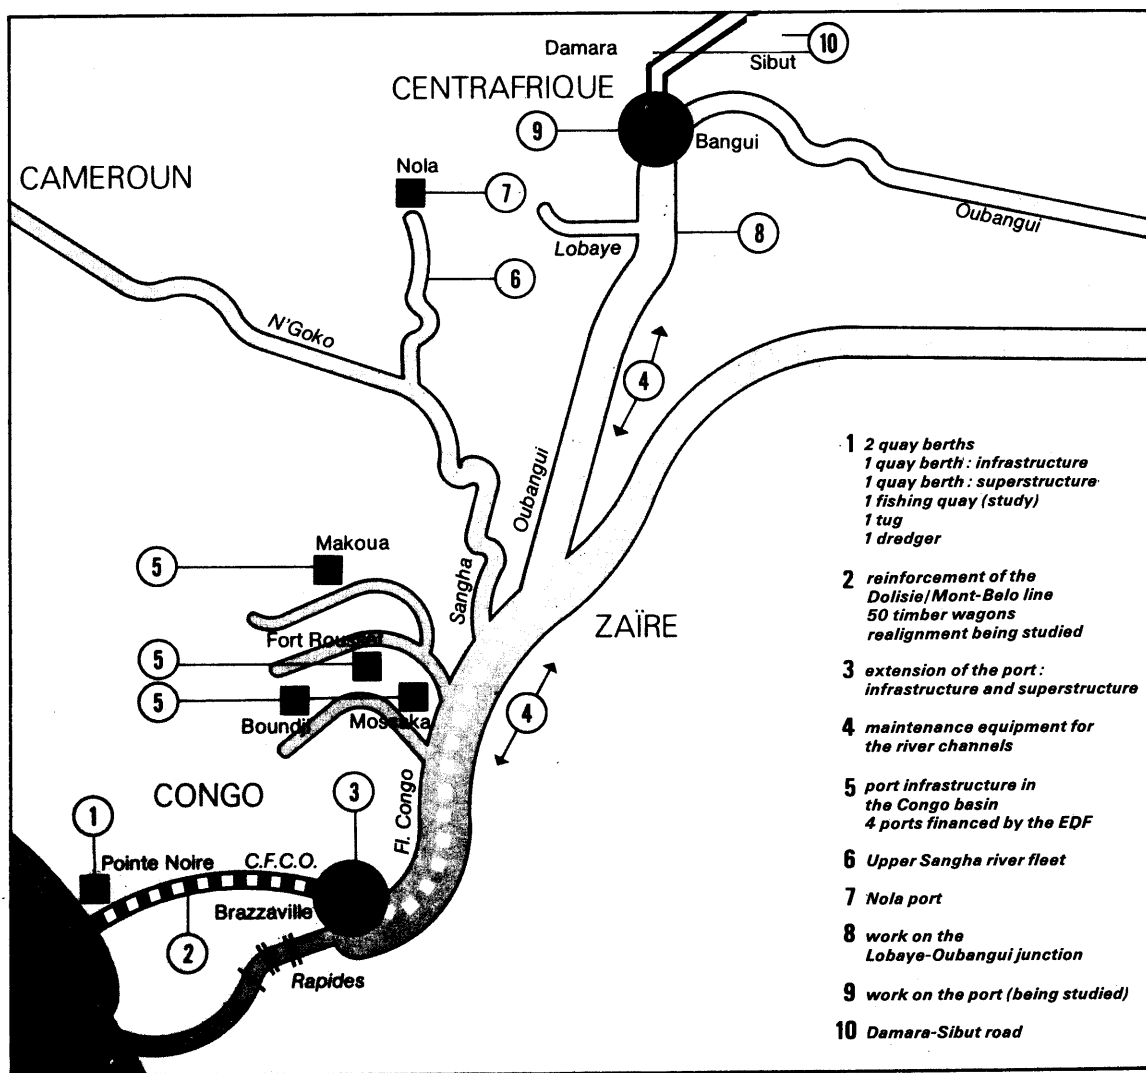 Damara
10
Sibut
CENTRAFRIQUE
9
Bangui
Nola
CAMEROUN
7
Oubangui
8
Lobaye
6
N'Goko
4
Oubangui
Makoua
5
Sangha
ZAÏRE
Fort Rousset
5
5
Boundji
Mossaka
4
CONGO
3
Fl. Congo
1
Pointe Noire
C.F.C.O.
Brazzaville
2
Rapides
1 2 quay berths
1 quay berth : infrastructure
1 quay berth : superstructure
1 fishing quay (study)
1 tug
1 dredger
2 reinforcement of the
Dolisie/Mont-Belo line
50 timber wagons
realignment being studied
3 extension of the port :
infrastructure and superstructure
4 maintenance equipment for
the river channels
5 port infrastructure in
the Congo basin
4 ports financed by the EDF
6 Upper Sangha river fleet
7 Nola port
8 work on the
Lobaye-Oubangui junction
9 work on the port (being studied)
10 Damara-Sibut road